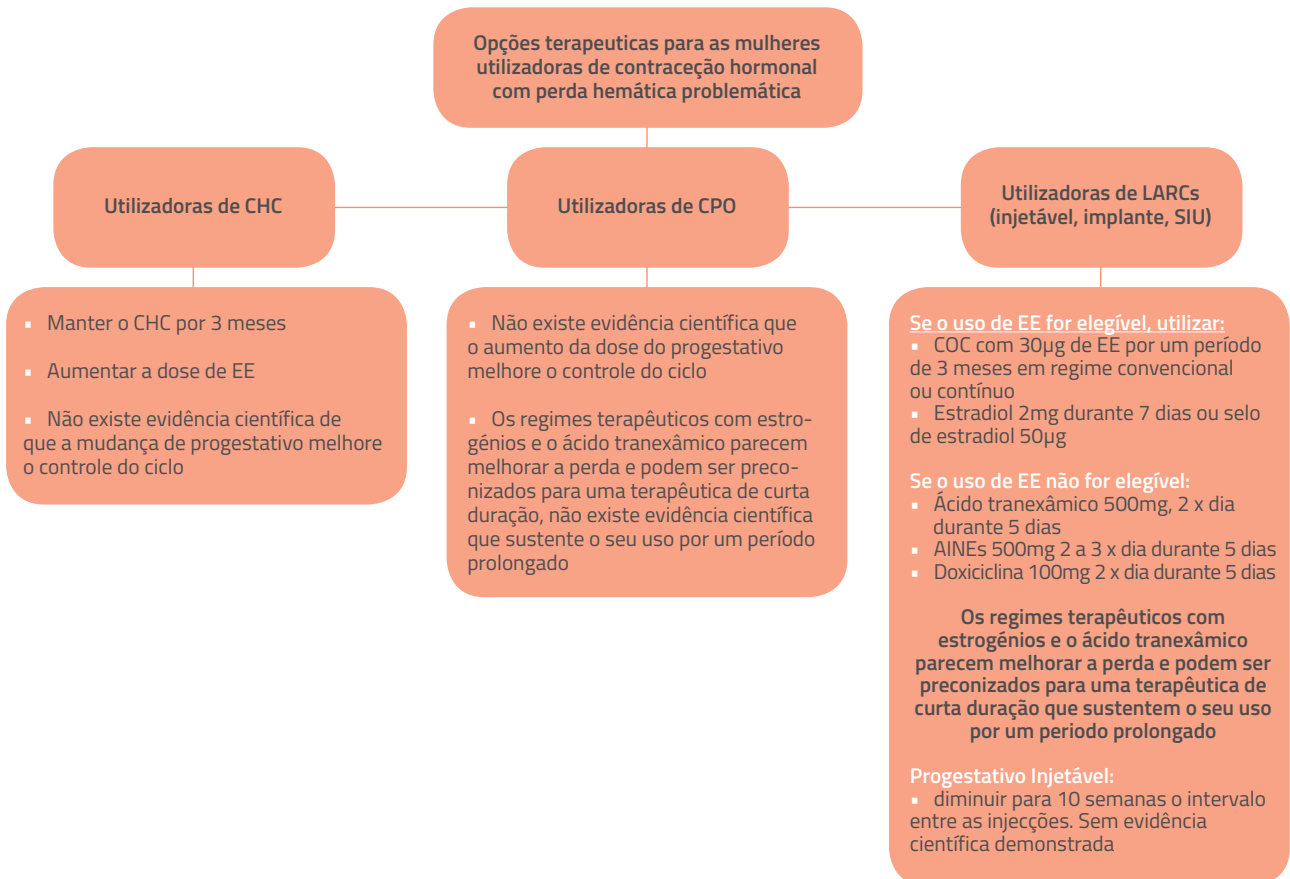 Opções terapeuticas para as mulheres
utilizadoras de contraceção hormonal
com perda hemática problemática
Utilizadoras de CHC
Utilizadoras de CPO
Utilizadoras de LARCs
(injetável, implante, SIU)
▪ Manter o CHC por 3 meses
▪ Aumentar a dose de EE
▪ Não existe evidência científica de
que a mudança de progestativo melhore
o controle do ciclo
▪ Não existe evidência científica que
o aumento da dose do progestativo
melhore o controle do ciclo
▪ Os regimes terapêuticos com estro-
génios e o ácido tranexâmico parecem
melhorar a perda e podem ser preco-
nizados para uma terapêutica de curta
duração, não existe evidência científica
que sustente o seu uso por um período
prolongado
Se o uso de EE for elegível, utilizar:
▪ COC com 30µg de EE por um período
de 3 meses em regime convencional
ou contínuo
▪ Estradiol 2mg durante 7 dias ou selo
de estradiol 50µg
Se o uso de EE não for elegível:
▪ Ácido tranexâmico 500mg, 2 x dia
durante 5 dias
▪ AINEs 500mg 2 a 3 x dia durante 5 dias
▪ Doxiciclina 100mg 2 x dia durante 5 dias
Os regimes terapêuticos com
estrogénios e o ácido tranexâmico
parecem melhorar a perda e podem ser
preconizados para uma terapêutica de
curta duração que sustentem o seu uso
por um periodo prolongado
Progestativo Injetável:
▪ diminuir para 10 semanas o intervalo
entre as injecções. Sem evidência
científica demonstrada